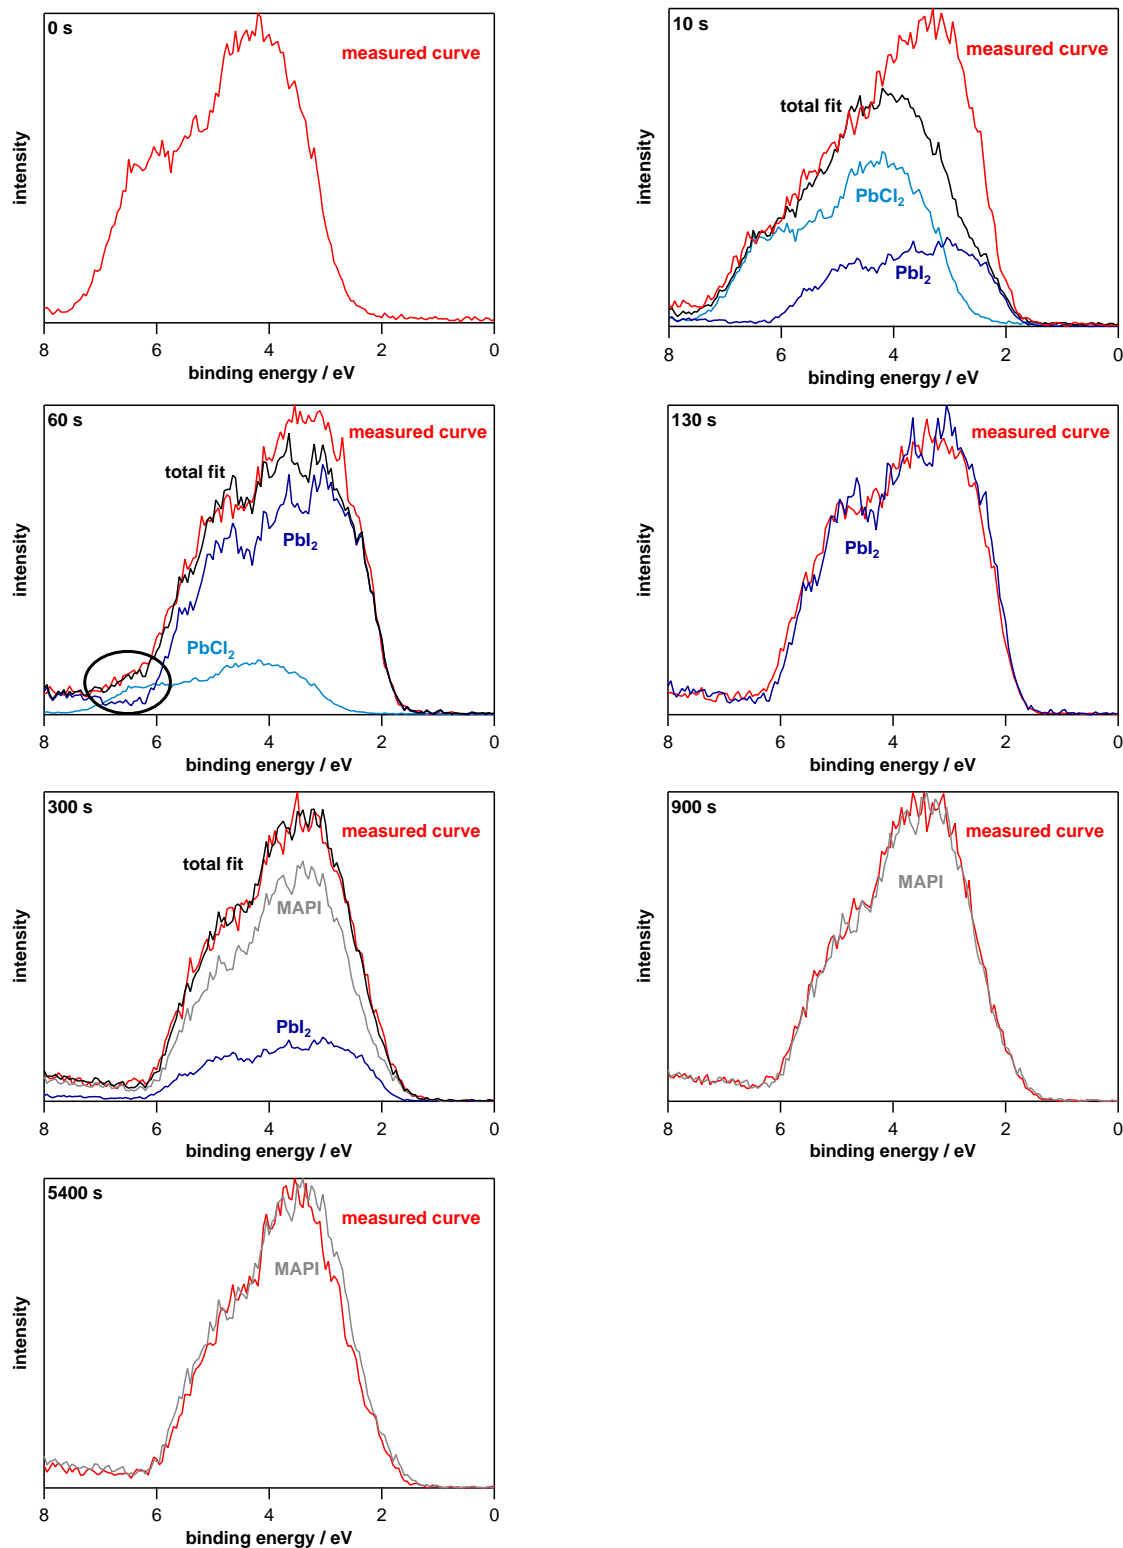 0 s
measured curve
intensity
8 6 4 2 0
binding energy / eV
10 s
measured curve
total fit
PbCl₂
PbI₂
intensity
8 6 4 2 0
binding energy / eV
60 s
measured curve
total fit
PbI₂
PbCl₂
intensity
8 6 4 2 0
binding energy / eV
130 s
measured curve
PbI₂
intensity
8 6 4 2 0
binding energy / eV
300 s
measured curve
total fit
MAPI
PbI₂
intensity
8 6 4 2 0
binding energy / eV
900 s
measured curve
MAPI
intensity
8 6 4 2 0
binding energy / eV
5400 s
measured curve
MAPI
intensity
8 6 4 2 0
binding energy / eV